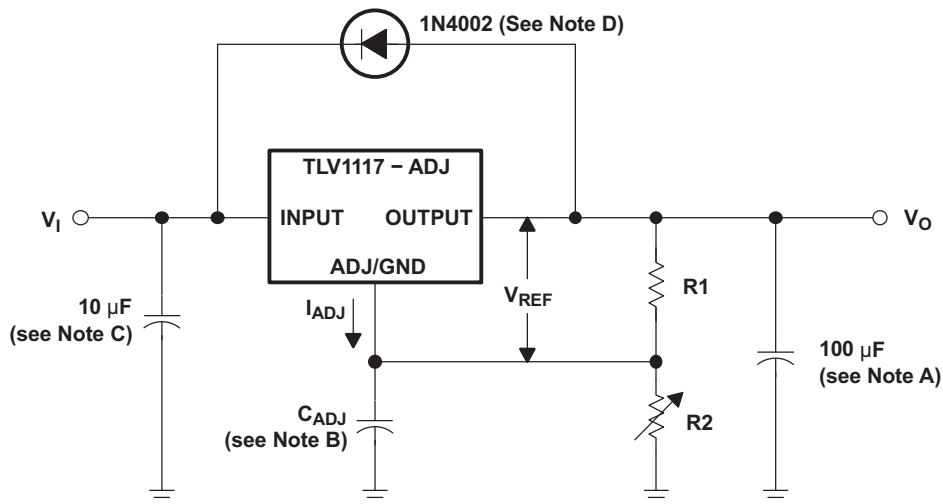 1N4002 (See Note D)
TLV1117 − ADJ
V_I
INPUT
OUTPUT
V_O
ADJ/GND
I_ADJ
V_REF
R1
10 µF
(see Note C)
100 µF
(see Note A)
C_ADJ
(see Note B)
R2